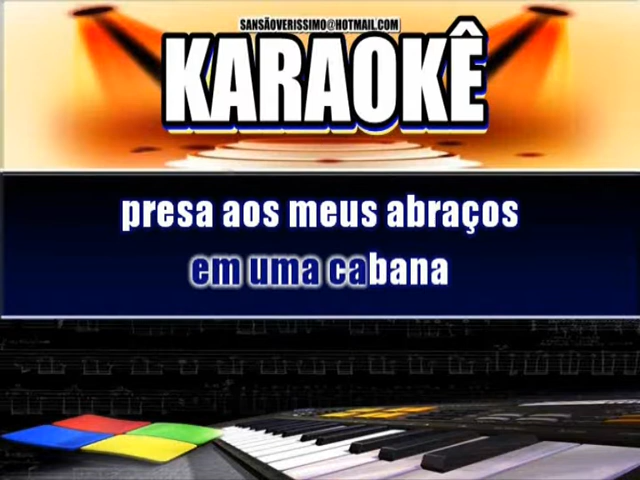 SANSÃOVERISSIMO@HOTMAIL.COM
KARAOKÊ
presa aos meus abraços
em uma cabana